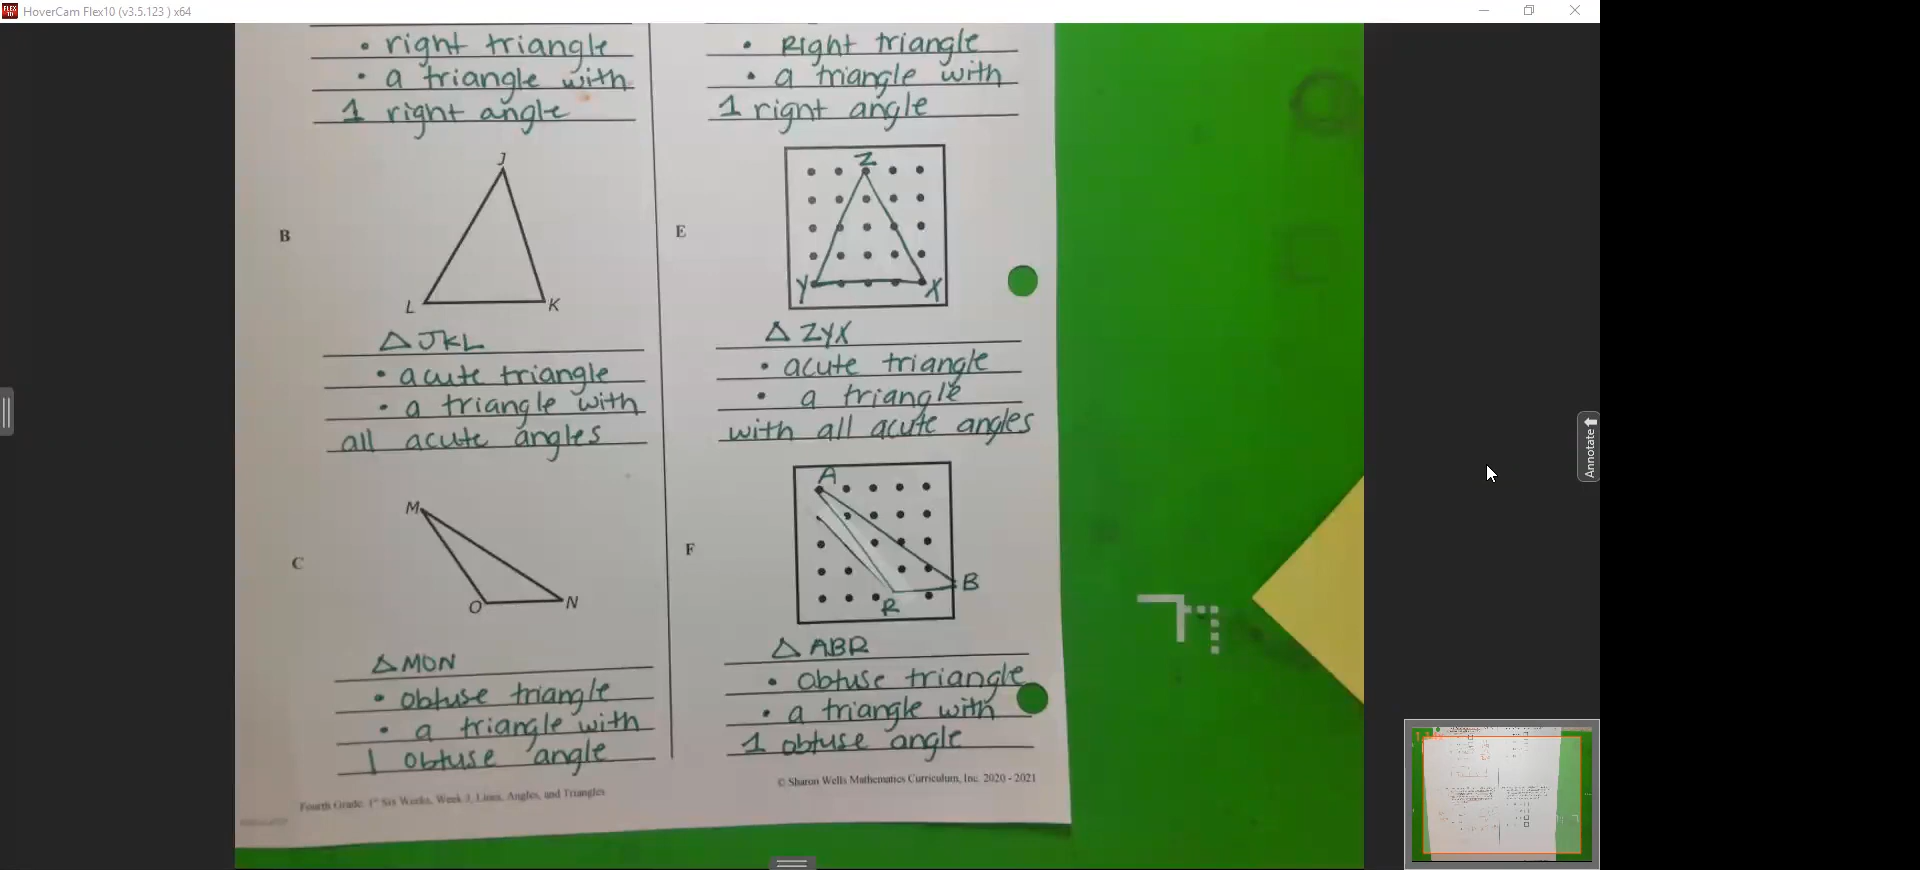 HoverCam Flex10 (v3.5.123 ) x64
• right triangle
• a triangle with
1 right angle
B
J
L
K
△ JKL
• acute triangle
• a triangle with
all acute angles
C
M
O
N
△ MON
• obtuse triangle
• a triangle with
1 obtuse angle
Fourth Grade: 1st Six Weeks, Week 3, Lines, Angles, and Triangles
• Right triangle
• a triangle with
1 right angle
E
Z
Y
X
△ ZYX
• acute triangle
• a triangle
with all acute angles
F
A
B
R
△ ABR
• obtuse triangle
• a triangle with
1 obtuse angle
© Sharon Wells Mathematics Curriculum, Inc. 2020 - 2021
Annotate